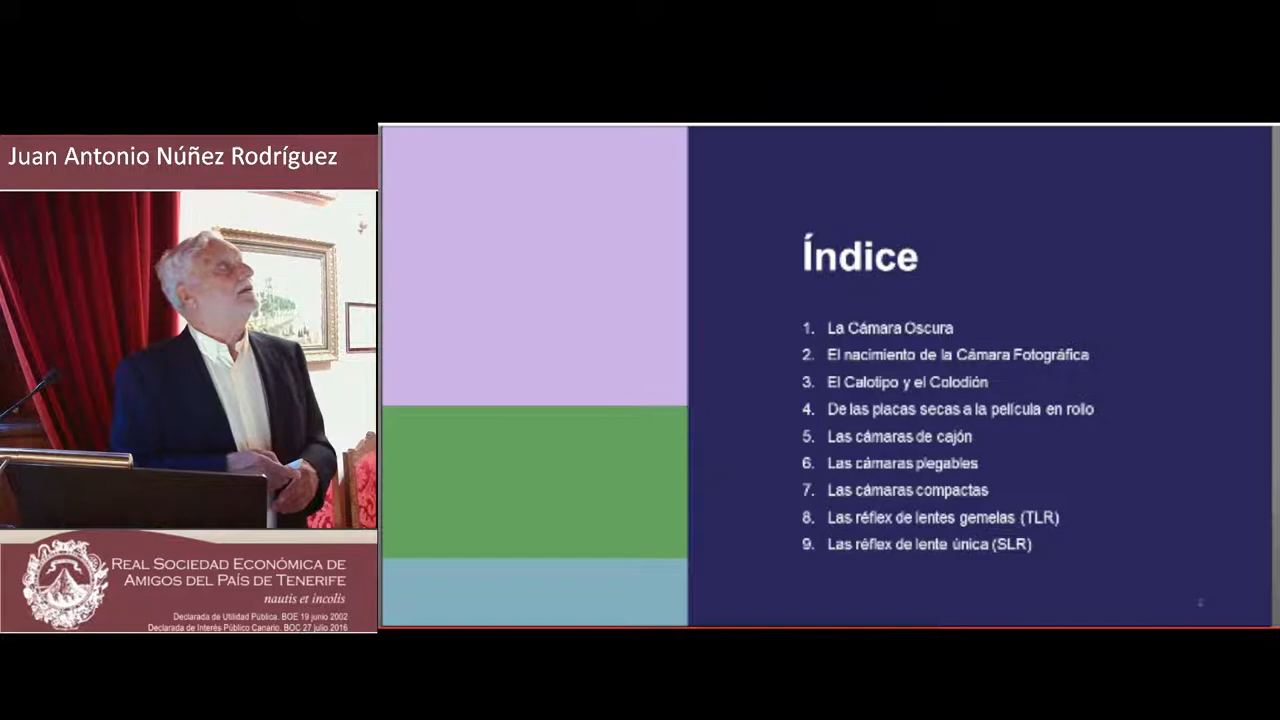 Juan Antonio Núñez Rodríguez
REAL SOCIEDAD ECONÓMICA DE
AMIGOS DEL PAÍS DE TENERIFE
nautis et incolis
Declarada de Utilidad Pública. BOE 19 junio 2002
Declarada de Interés Público Canario. BOC 27 julio 2016
Índice
1. La Cámara Oscura
2. El nacimiento de la Cámara Fotográfica
3. El Calotipo y el Colodión
4. De las placas secas a la película en rollo
5. Las cámaras de cajón
6. Las cámaras plegables
7. Las cámaras compactas
8. Las réflex de lentes gemelas (TLR)
9. Las réflex de lente única (SLR)